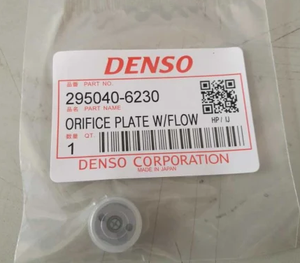 DENSO
品番 PART NO.
295040-6230
品名 PART NAME
ORIFICE PLATE W/FLOW
数量 QT.
HP/ IJ
1
DENSO CORPORATION
MADE IN JAPAN